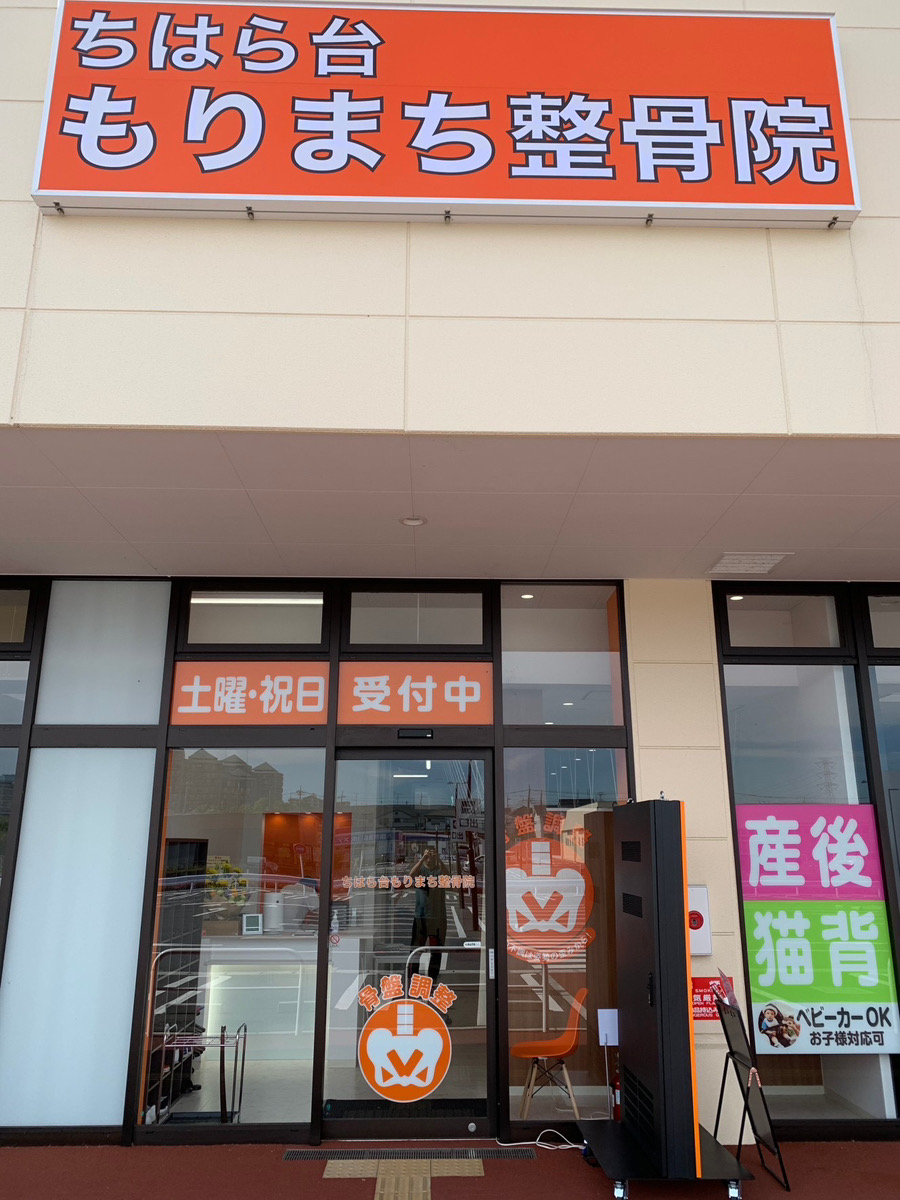 ちはら台
もりまち整骨院
土曜・祝日
受付中
ちはら台もりまち整骨院
骨盤調整
盤調
産後
猫背
ベビーカーOK
お子様対応可